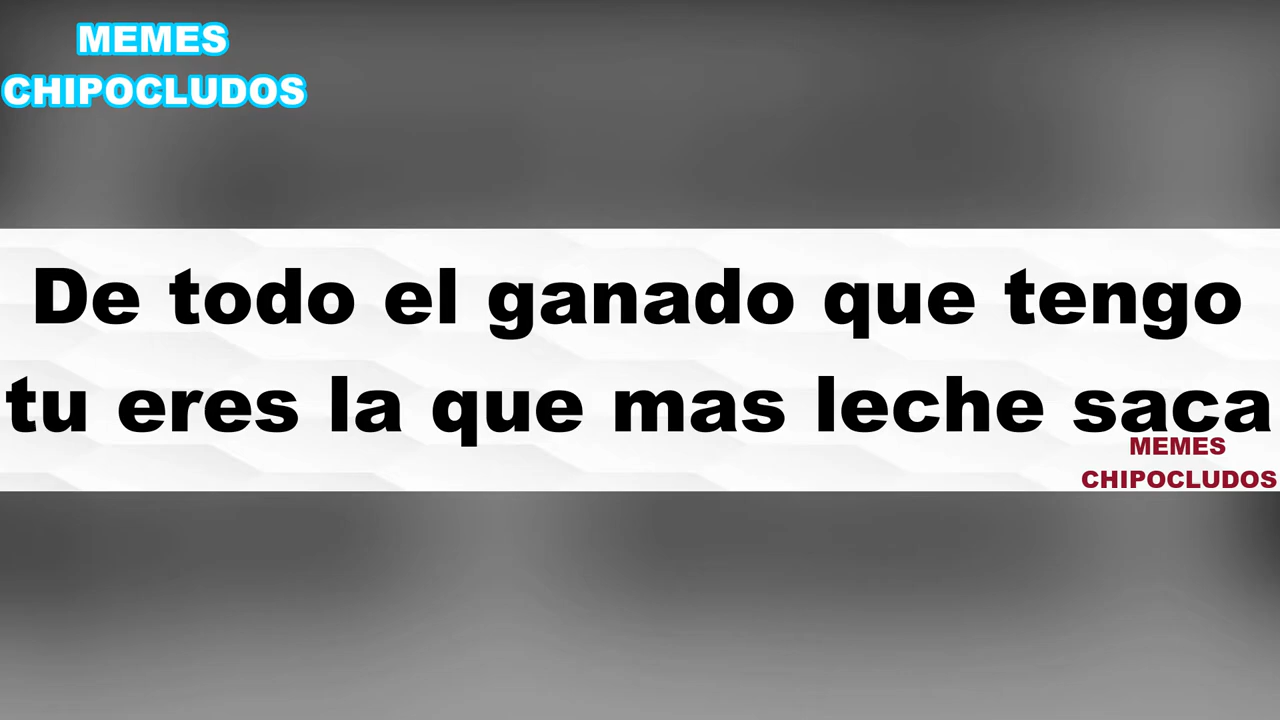 MEMES
CHIPOCLUDOS
De todo el ganado que tengo
tu eres la que mas leche saca
MEMES
CHIPOCLUDOS